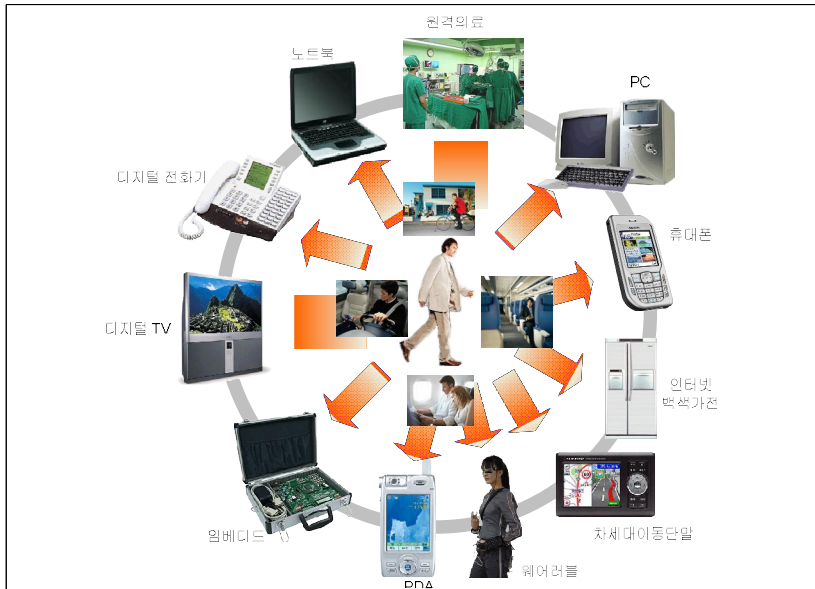 원격의료
노트북
PC
디지털 전화기
휴대폰
디지털 TV
인터넷
백색가전
임베디드
차세대이동단말
웨어러블
PDA